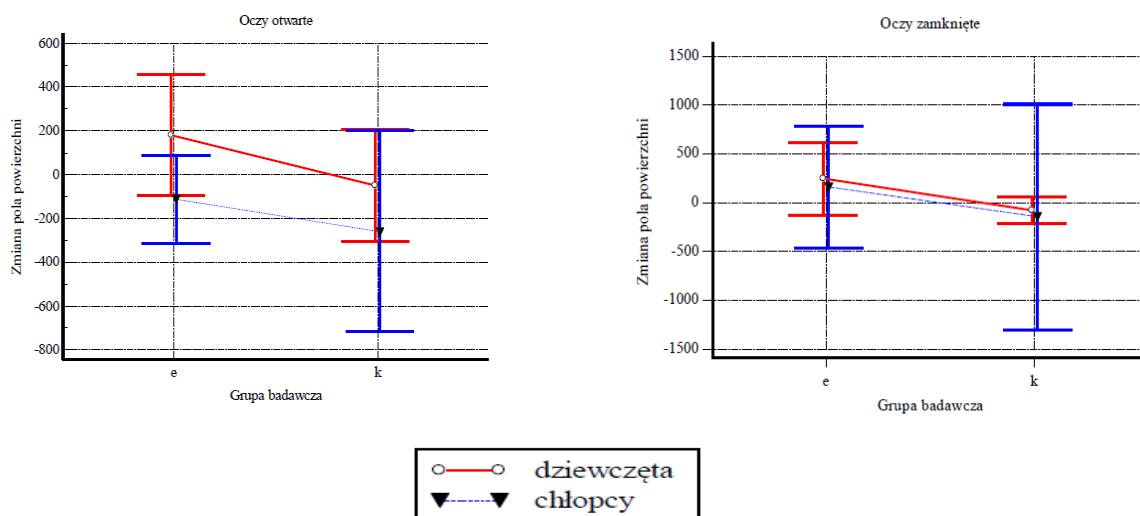 Oczy otwarte
Zmiana pola powierzchni
600
400
200
0
-200
-400
-600
-800
e
k
Grupa badawcza
Oczy zamknięte
Zmiana pola powierzchni
1500
1000
500
0
-500
-1000
-1500
e
k
Grupa badawcza
dziewczęta
chłopcy